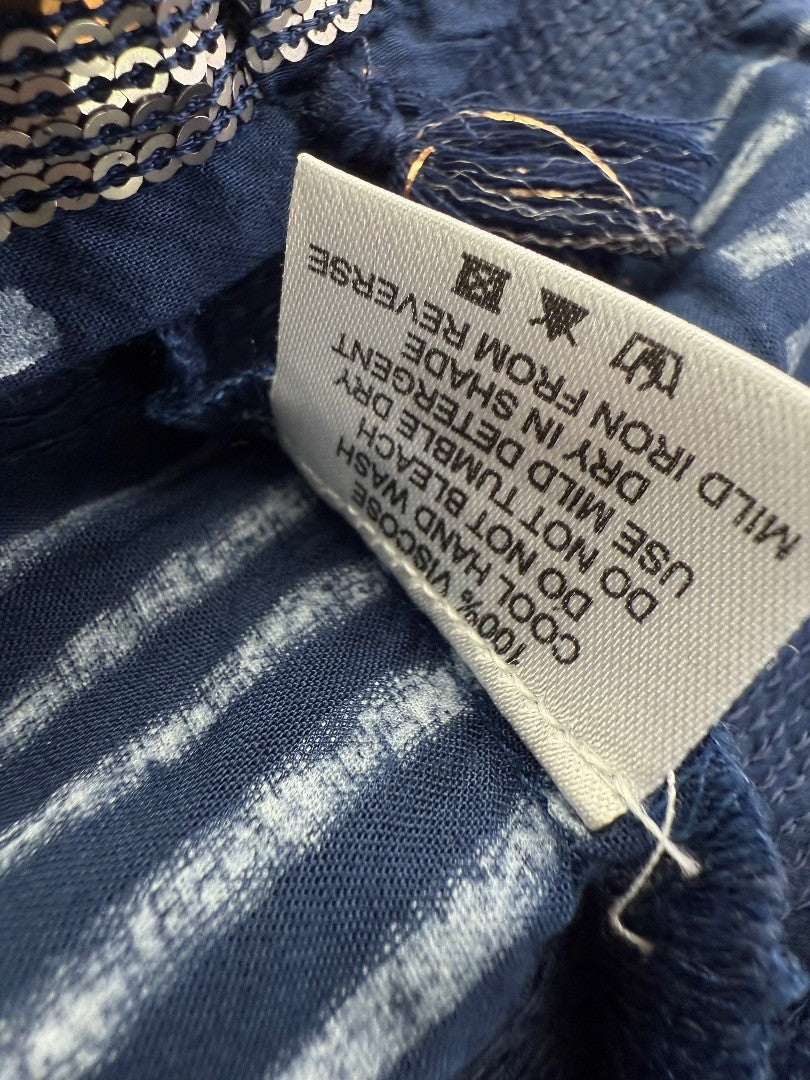 100% VISCOSE
COOL HAND WASH
DO NOT BLEACH
DO NOT TUMBLE DRY
USE MILD DETERGENT
DRY IN SHADE
MILD IRON FROM REVERSE